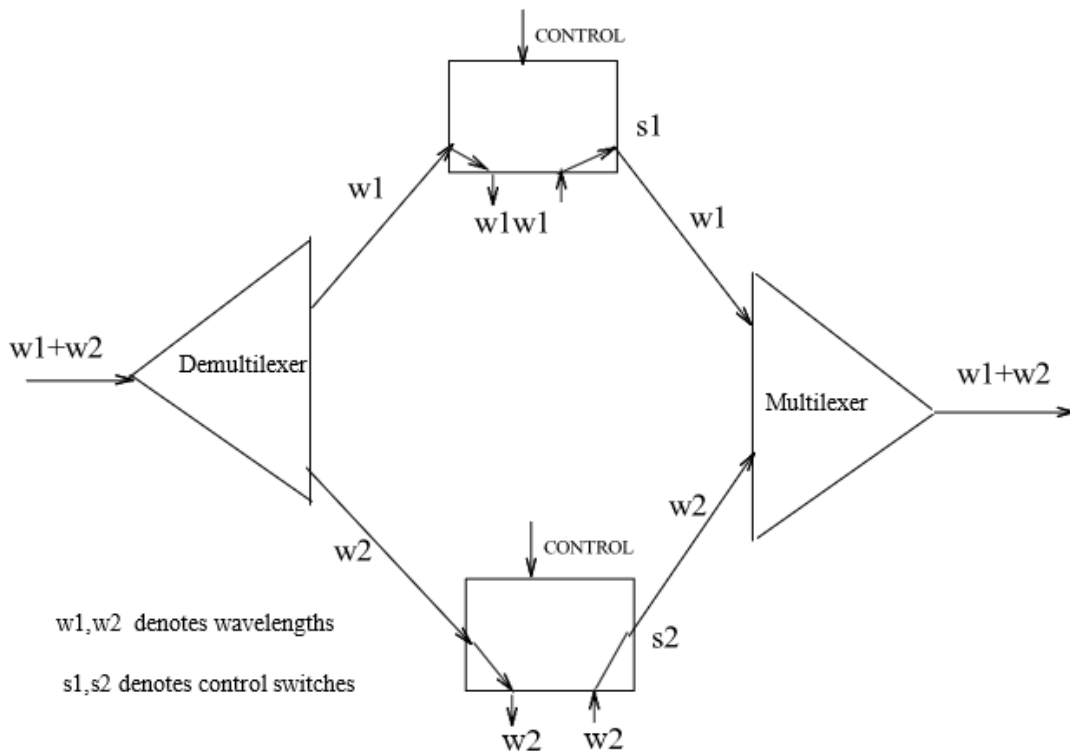 CONTROL
s1
w1
w1w1
w1
w1+w2
Demultilexer
Multilexer
w1+w2
w2
CONTROL
w2
w1,w2 denotes wavelengths
s2
s1,s2 denotes control switches
w2
w2